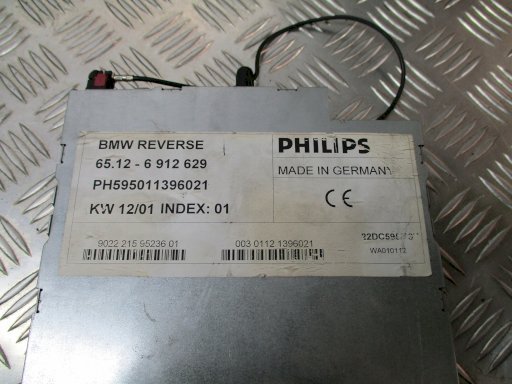 BMW REVERSE
65.12 - 6 912 629
PH595011396021
KW 12/01 INDEX: 01
PHILIPS
MADE IN GERMANY
CE
9022 215 95236 01
003 0112 1396021
WA010112